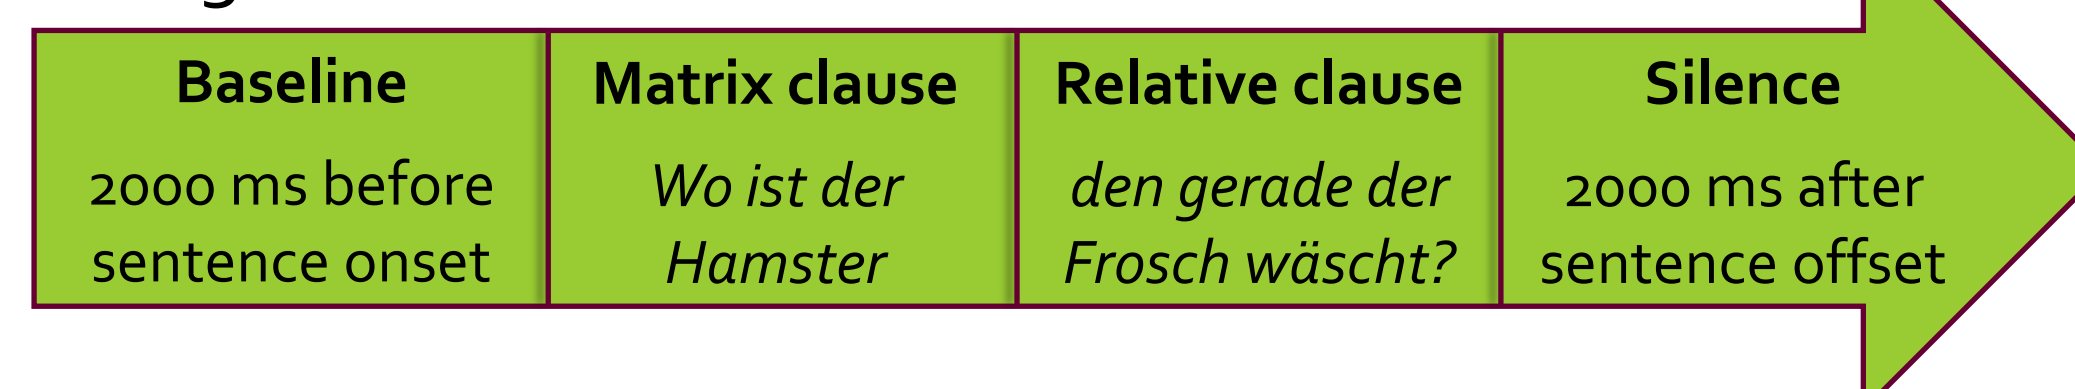 Baseline
2000 ms before
sentence onset
Matrix clause
Wo ist der
Hamster
Relative clause
den gerade der
Frosch wäscht?
Silence
2000 ms after
sentence offset